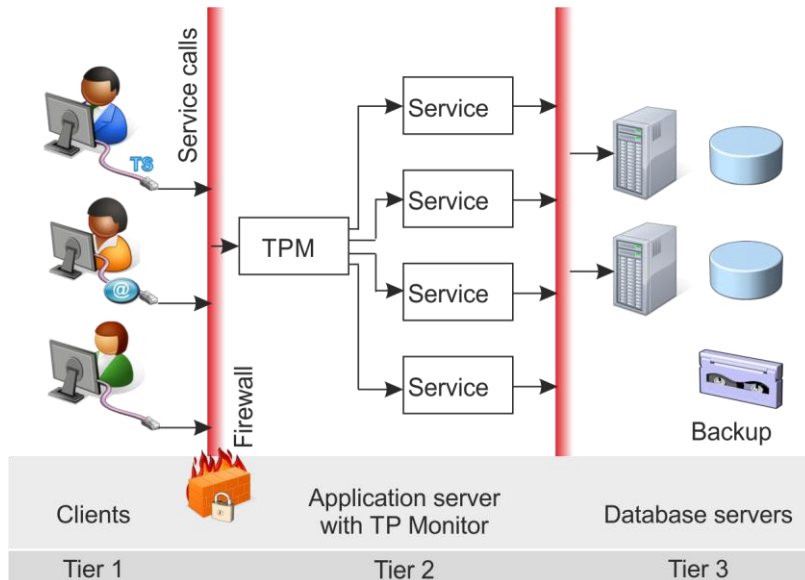 Service calls
TS
@
TPM
Service
Service
Service
Service
Firewall
Backup
Clients
Application server
with TP Monitor
Database servers
Tier 1
Tier 2
Tier 3